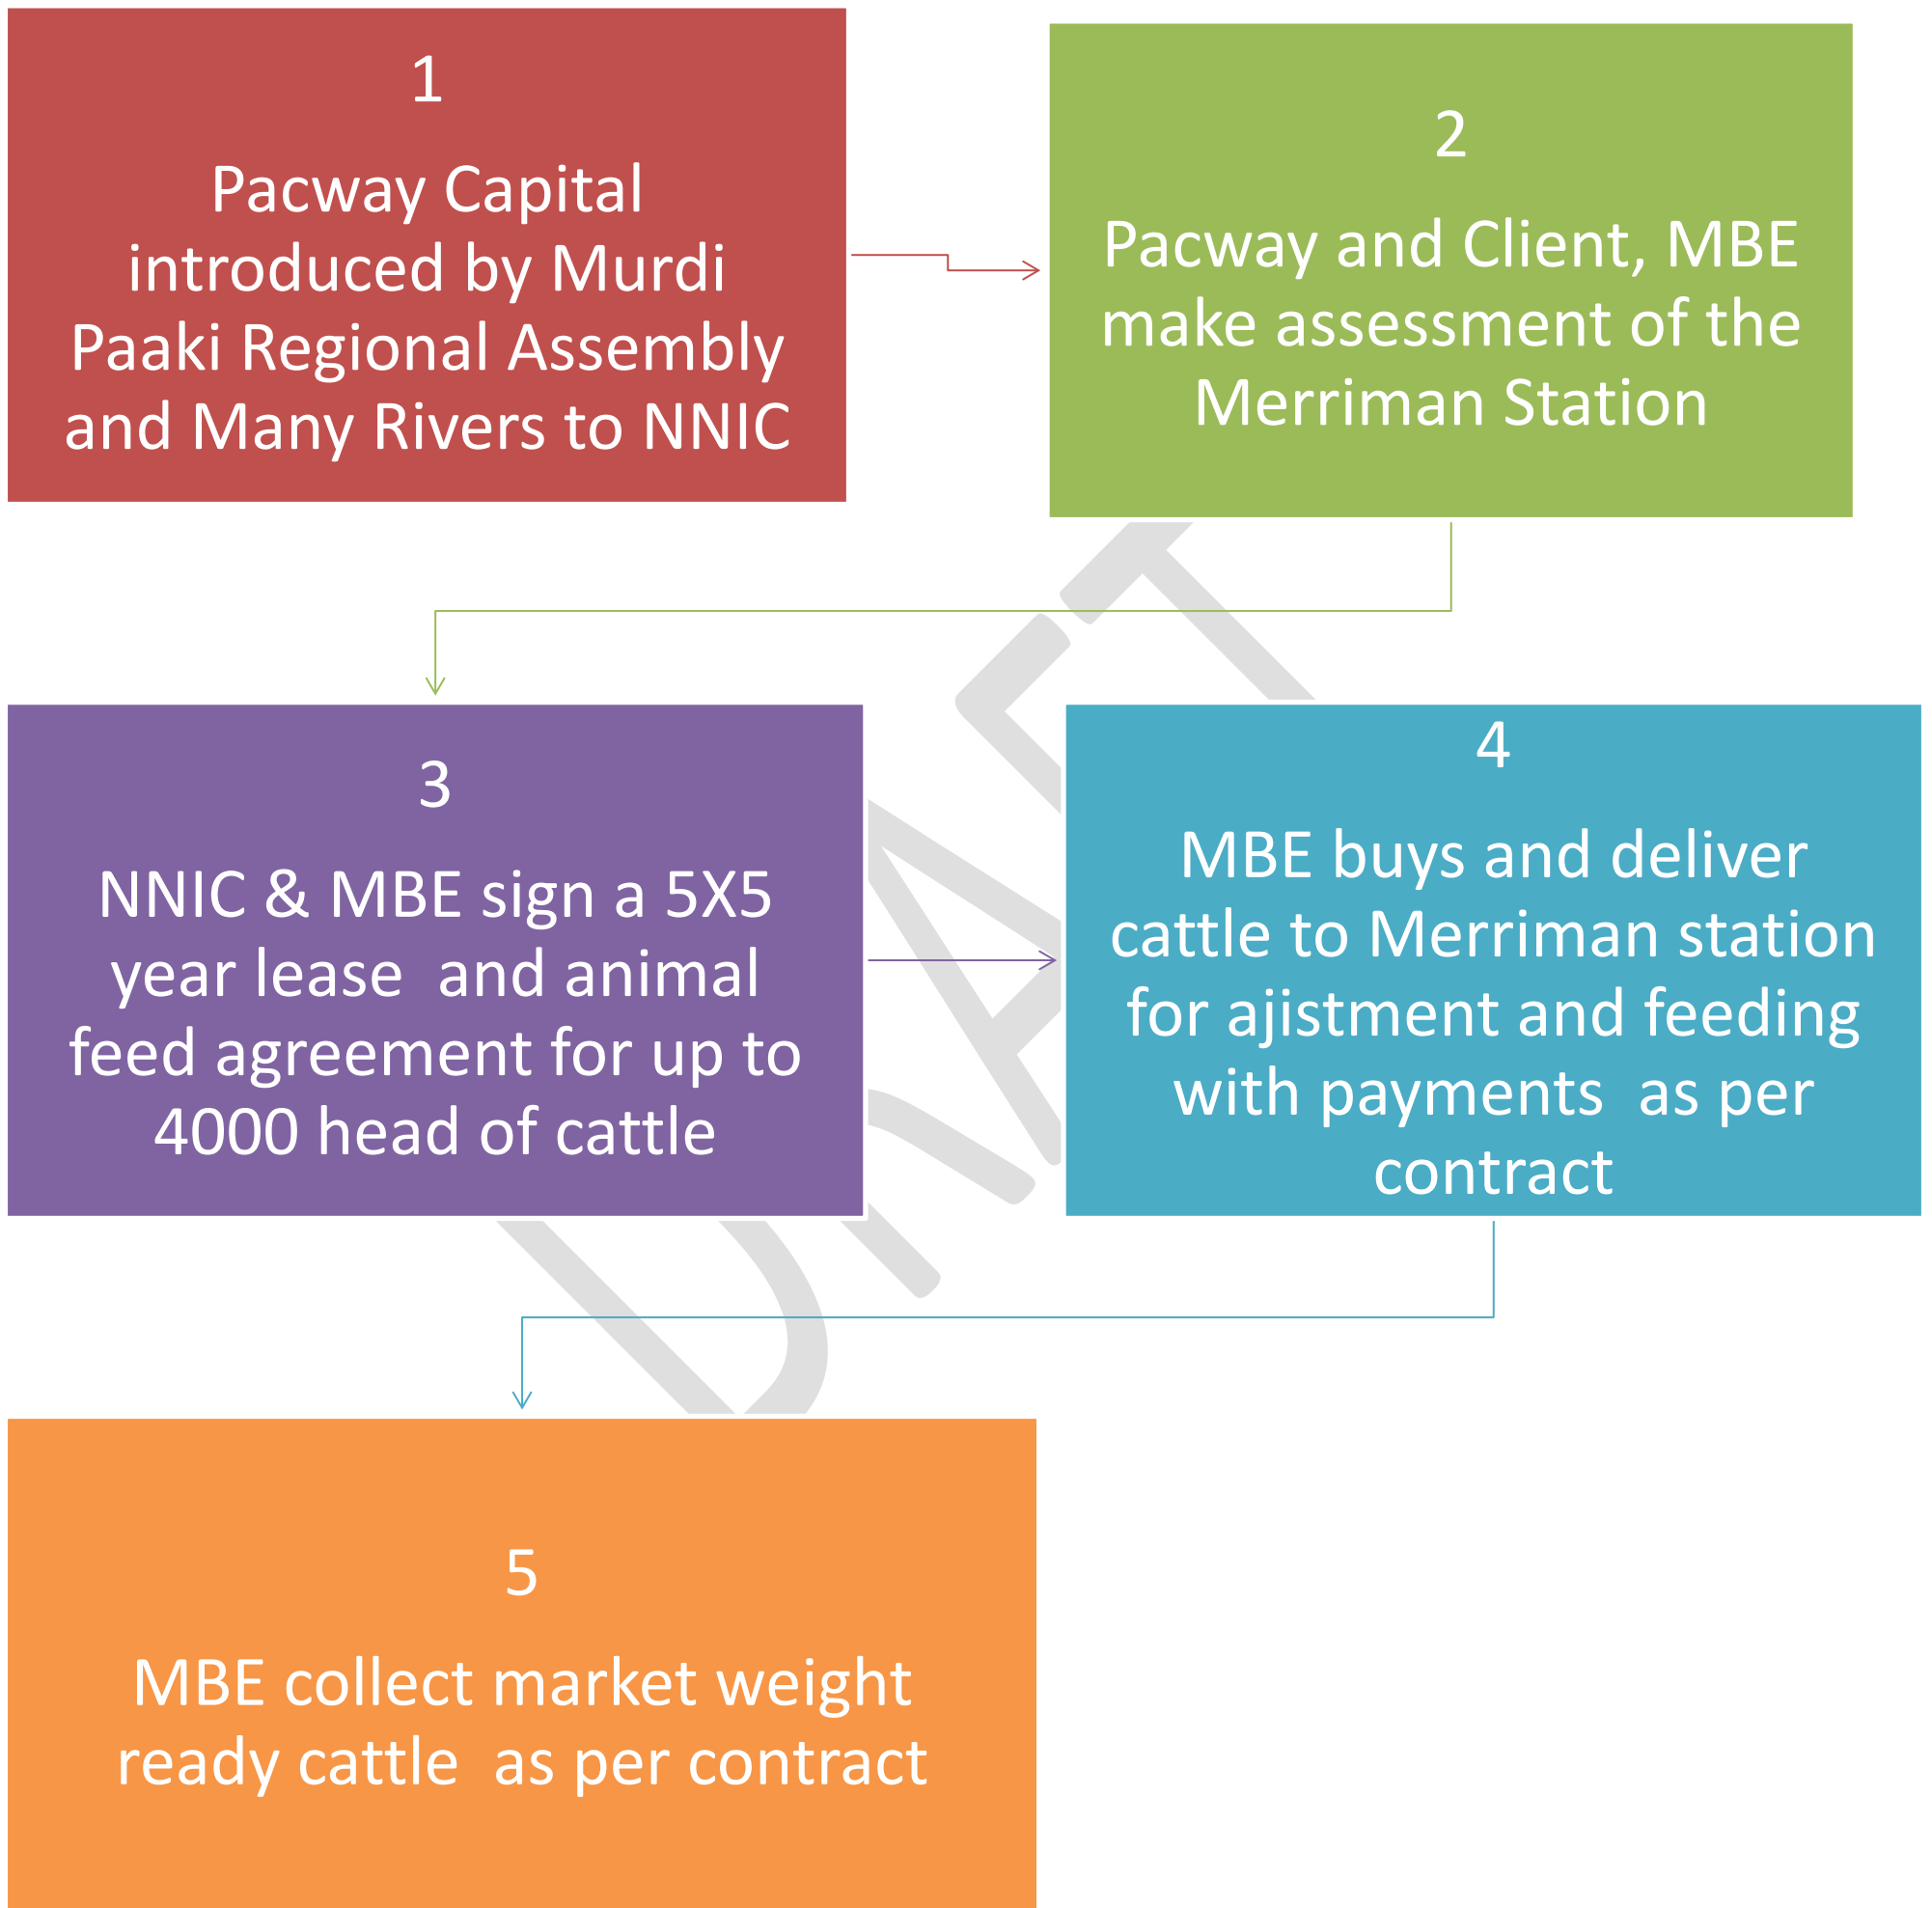 1
Pacway Capital
introduced by Murdi
Paaki Regional Assembly
and Many Rivers to NNIC
2
Pacway and Client, MBE
make assessment of the
Merriman Station
3
NNIC & MBE sign a 5X5
year lease  and animal
feed agreement for up to
4000 head of cattle
4
MBE buys and deliver
cattle to Merriman station
for ajistment and feeding
with payments  as per
contract
5
MBE collect market weight
ready cattle  as per contract
DRAFT